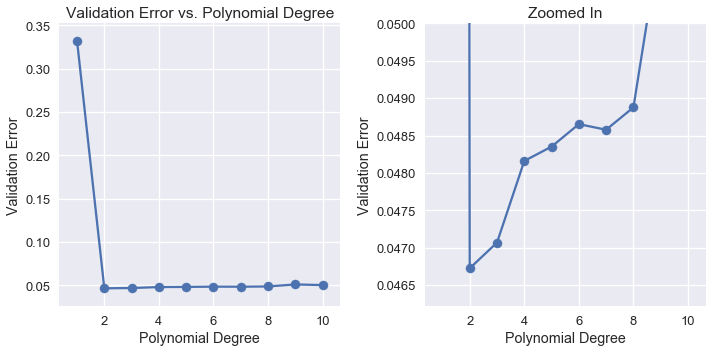 Validation Error vs. Polynomial Degree
0.35
0.30
0.25
0.20
0.15
0.10
0.05
Validation Error
2 4 6 8 10
Polynomial Degree
Zoomed In
0.0500
0.0495
0.0490
0.0485
0.0480
0.0475
0.0470
0.0465
Validation Error
2 4 6 8 10
Polynomial Degree